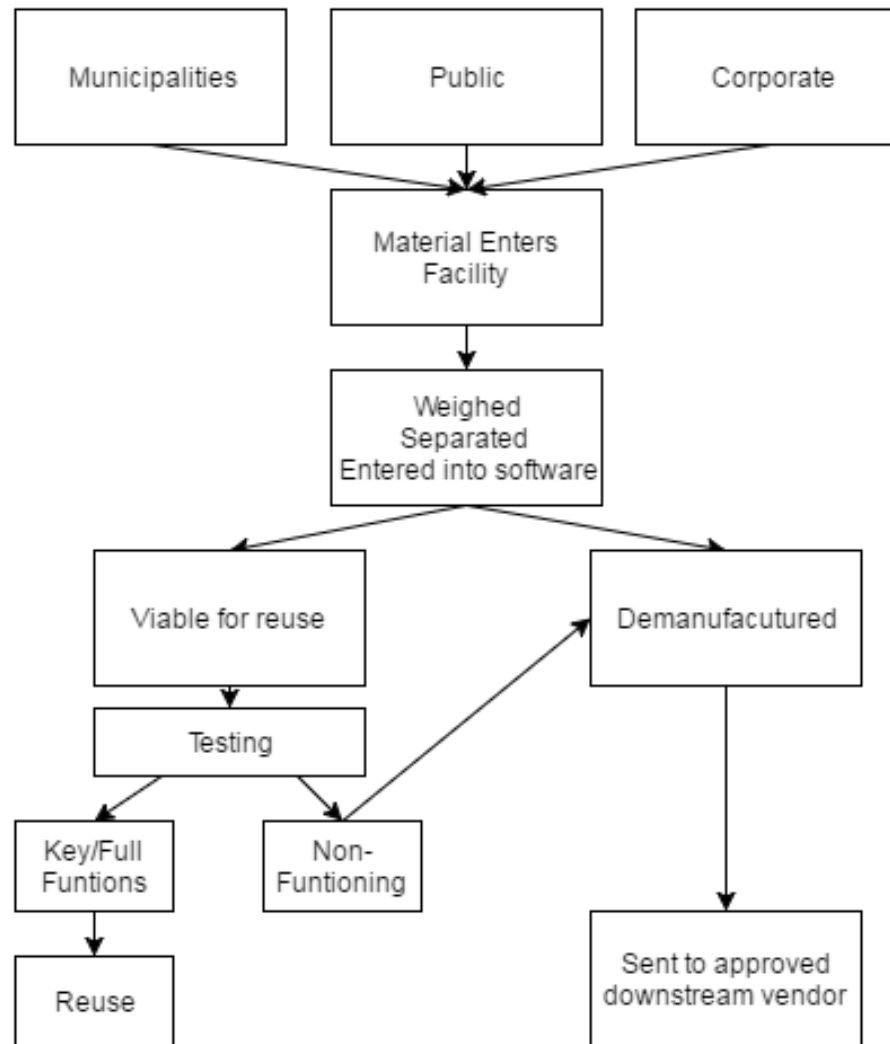 Municipalities
Public
Corporate
Material Enters
Facility
Weighed
Separated
Entered into software
Viable for reuse
Demanufacutured
Testing
Key/Full
Funtions
Non-
Funtioning
Reuse
Sent to approved
downstream vendor